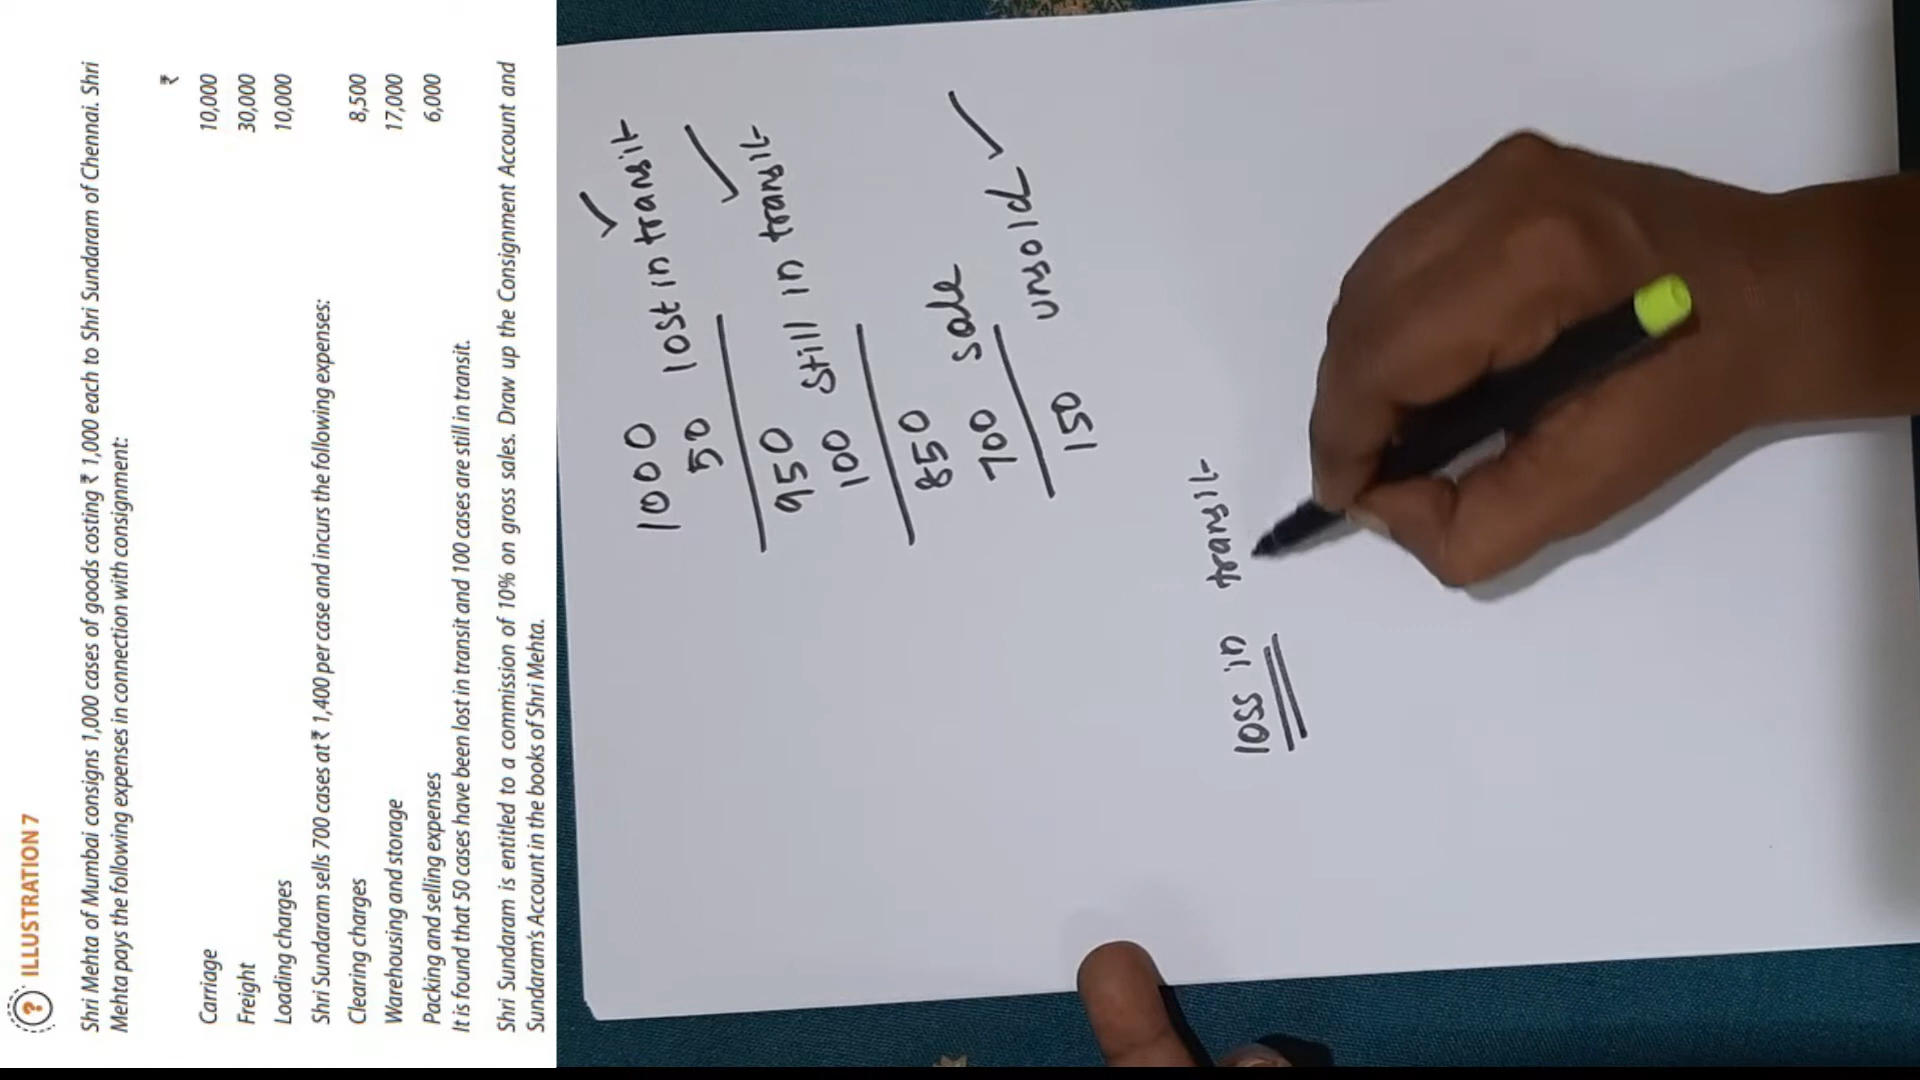 ? ILLUSTRATION 7
Shri Mehta of Mumbai consigns 1,000 cases of goods costing ₹ 1,000 each to Shri Sundaram of Chennai. Shri
Mehta pays the following expenses in connection with consignment:
₹
Carriage 10,000
Freight 30,000
Loading charges 10,000
Shri Sundaram sells 700 cases at ₹ 1,400 per case and incurs the following expenses:
Clearing charges 8,500
Warehousing and storage 17,000
Packing and selling expenses 6,000
It is found that 50 cases have been lost in transit and 100 cases are still in transit.
Shri Sundaram is entitled to a commission of 10% on gross sales. Draw up the Consignment Account and
Sundaram's Account in the books of Shri Mehta.
1000
50 lost in transit
950
100 still in transit
850
700 sale
150 unsold
loss in transit